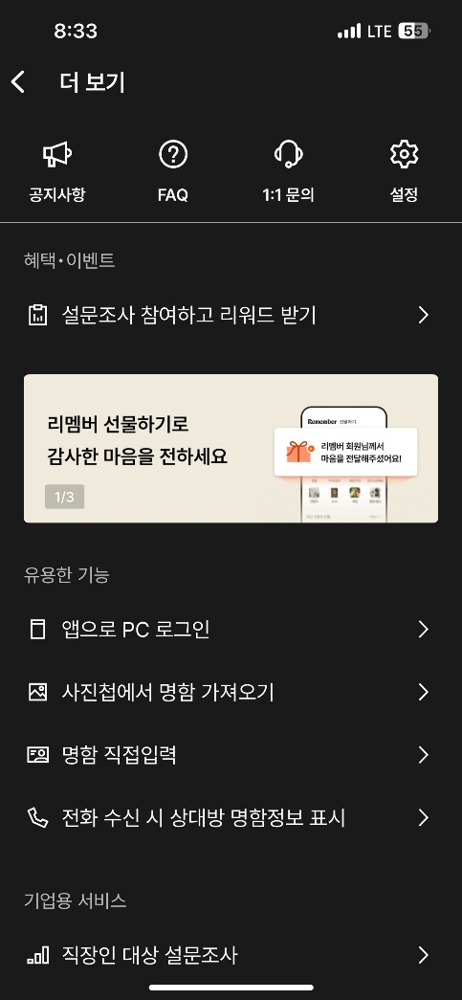 8:33
LTE 55
더 보기
공지사항
FAQ
1:1 문의
설정
혜택•이벤트
설문조사 참여하고 리워드 받기
리멤버 선물하기로
감사한 마음을 전하세요
1/3
Remember 선물하기
리멤버 회원님께서
마음을 전달해주셨어요!
유용한 기능
앱으로 PC 로그인
사진첩에서 명함 가져오기
명함 직접입력
전화 수신 시 상대방 명함정보 표시
기업용 서비스
직장인 대상 설문조사